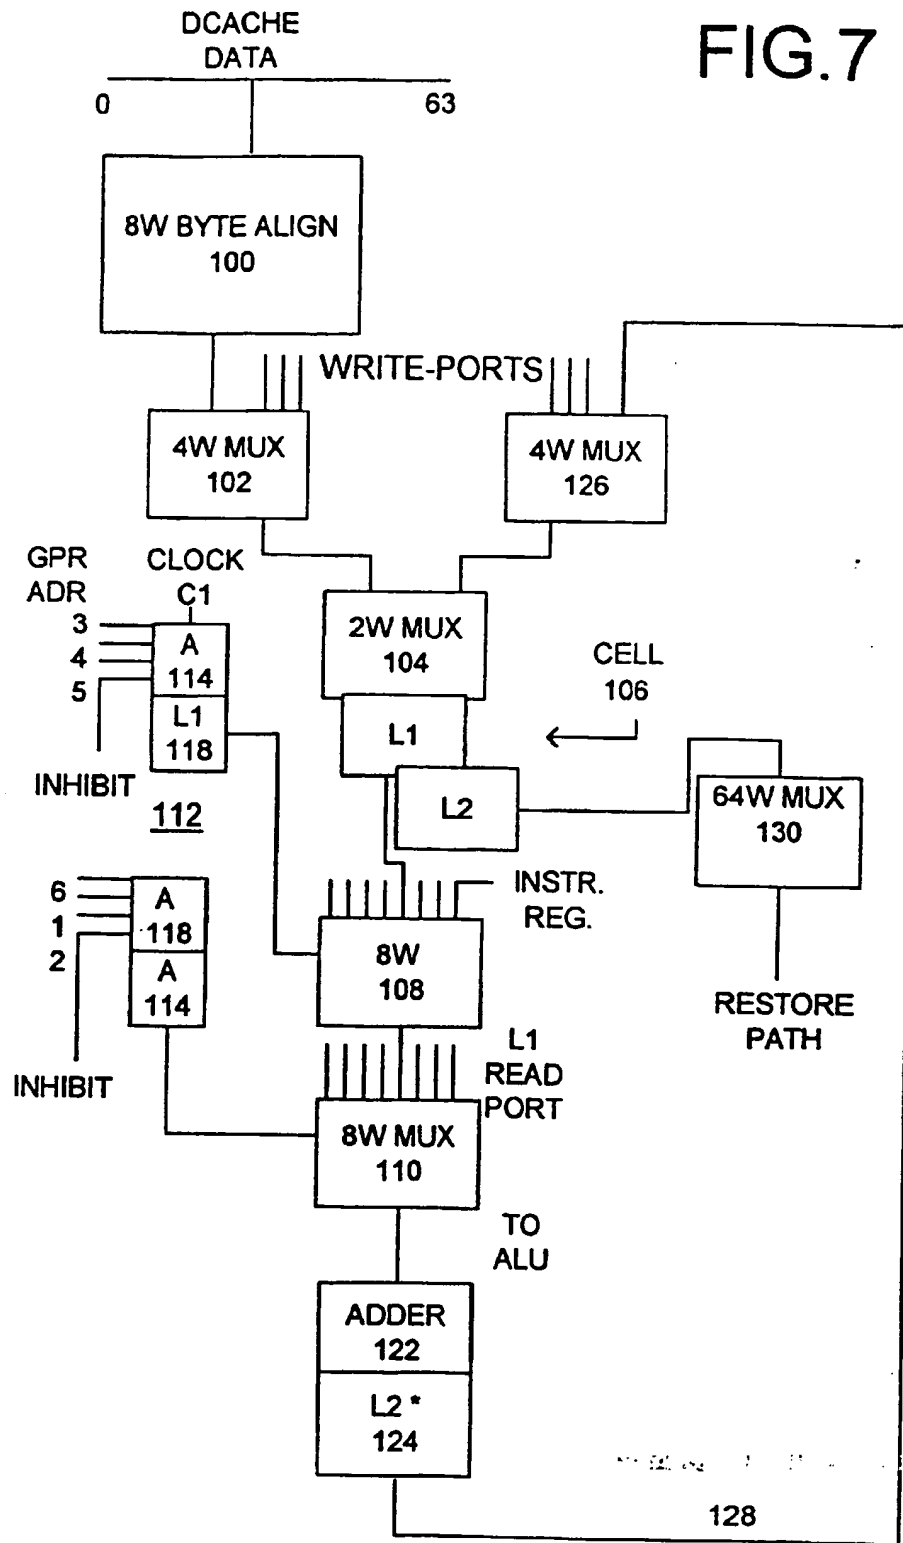 DCACHE
DATA
FIG.7
0
63
8W BYTE ALIGN
100
WRITE-PORTS
4W MUX
102
4W MUX
126
GPR
ADR
CLOCK
C1
3
4
5
A
114
L1
118
INHIBIT
112
2W MUX
104
L1
L2
CELL
106
64W MUX
130
RESTORE
PATH
6
1
2
A
118
A
114
INHIBIT
INSTR.
REG.
8W
108
L1
READ
PORT
8W MUX
110
TO
ALU
ADDER
122
L2 *
124
128